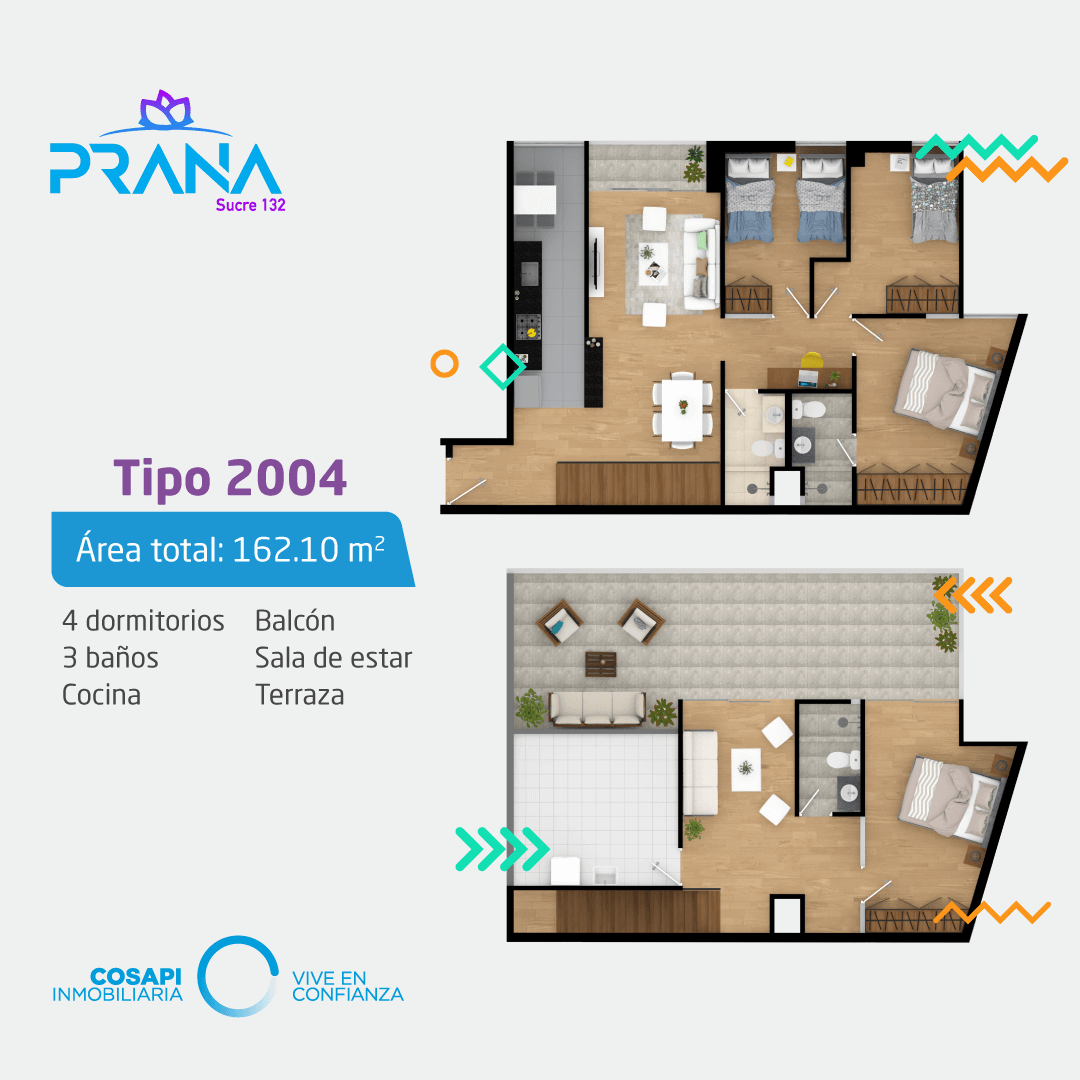 PRANA
Sucre 132
Tipo 2004
Área total: 162.10 m²
4 dormitorios
3 baños
Cocina
Balcón
Sala de estar
Terraza
COSAPI
INMOBILIARIA
VIVE EN
CONFIANZA